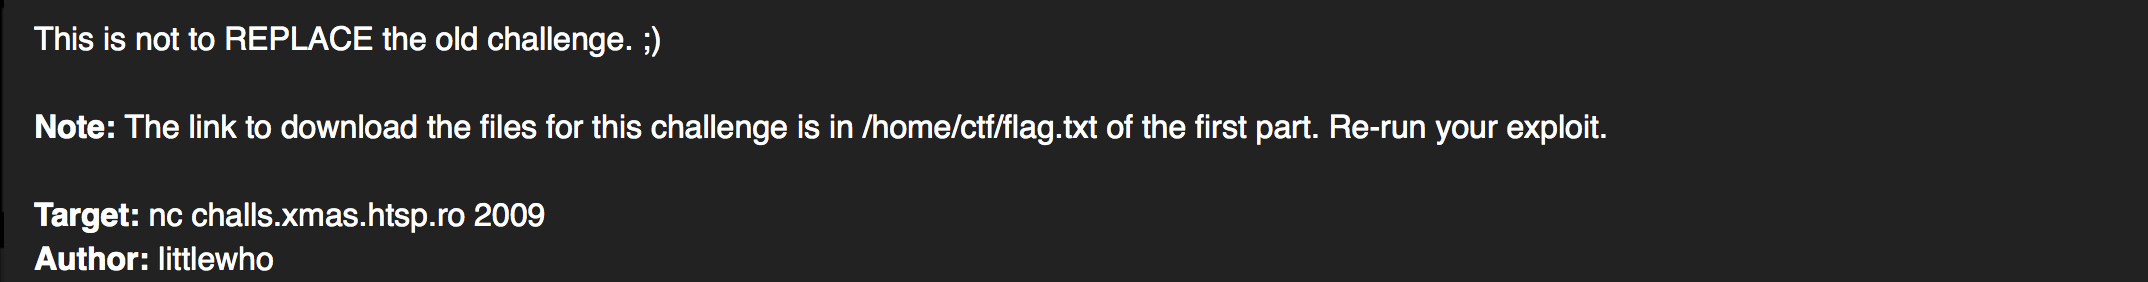 This is not to REPLACE the old challenge. ;)
Note: The link to download the files for this challenge is in /home/ctf/flag.txt of the first part. Re-run your exploit.
Target: nc challs.xmas.htsp.ro 2009
Author: littlewho